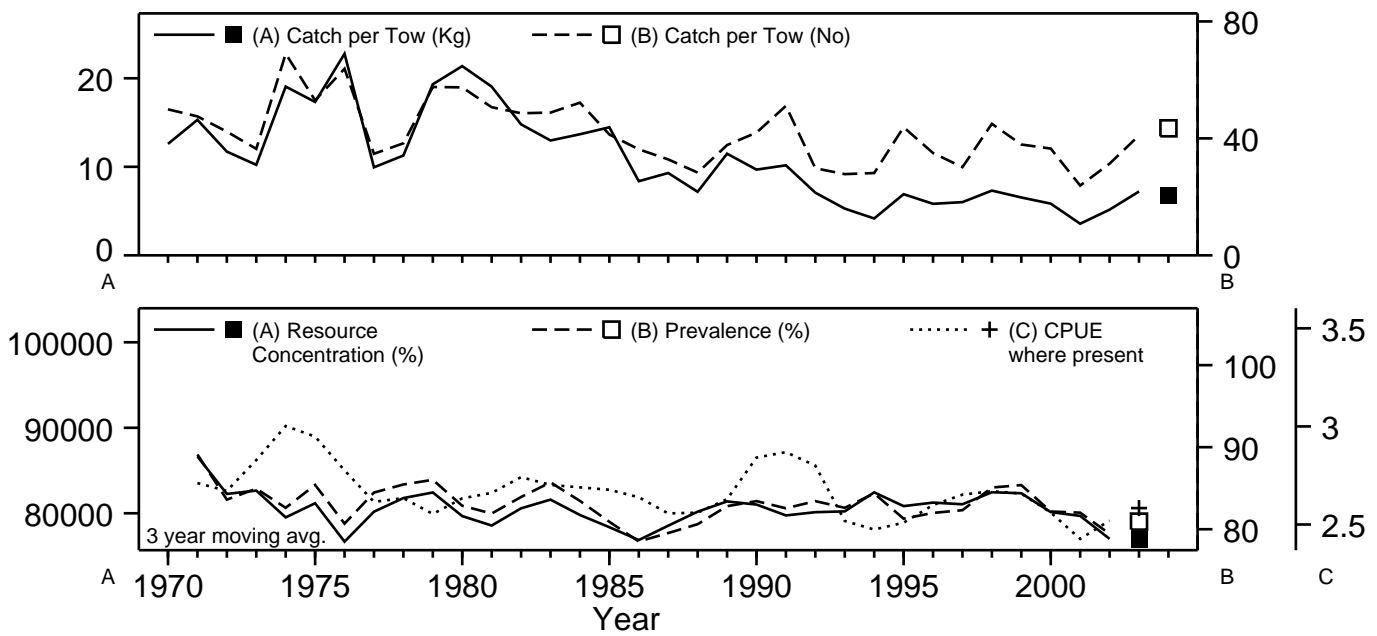 (A) Catch per Tow (Kg) (B) Catch per Tow (No)
80
20
40
10
0
0
A B
(A) Resource Concentration (%)
(B) Prevalence (%)
(C) CPUE where present
100000
100
3.5
90000
90
3
80000
80
2.5
3 year moving avg.
A 1970 1975 1980 1985 1990 1995 2000 B C
Year